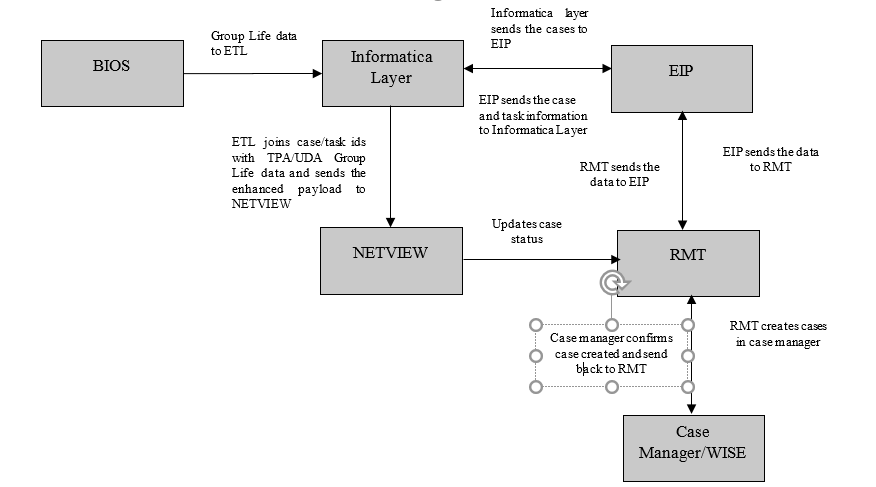 Informatica layer
sends the cases to
EIP
Group Life data
to ETL
BIOS
Informatica
Layer
EIP
EIP sends the case
and task information
to Informatica Layer
ETL joins case/task ids
with TPA/UDA Group
Life data and sends the
enhanced payload to
NETVIEW
RMT sends the
data to EIP
EIP sends the data
to RMT
Updates case
status
NETVIEW
RMT
Case manager confirms
case created and send
back to RMT
RMT creates cases
in case manager
Case
Manager/WISE